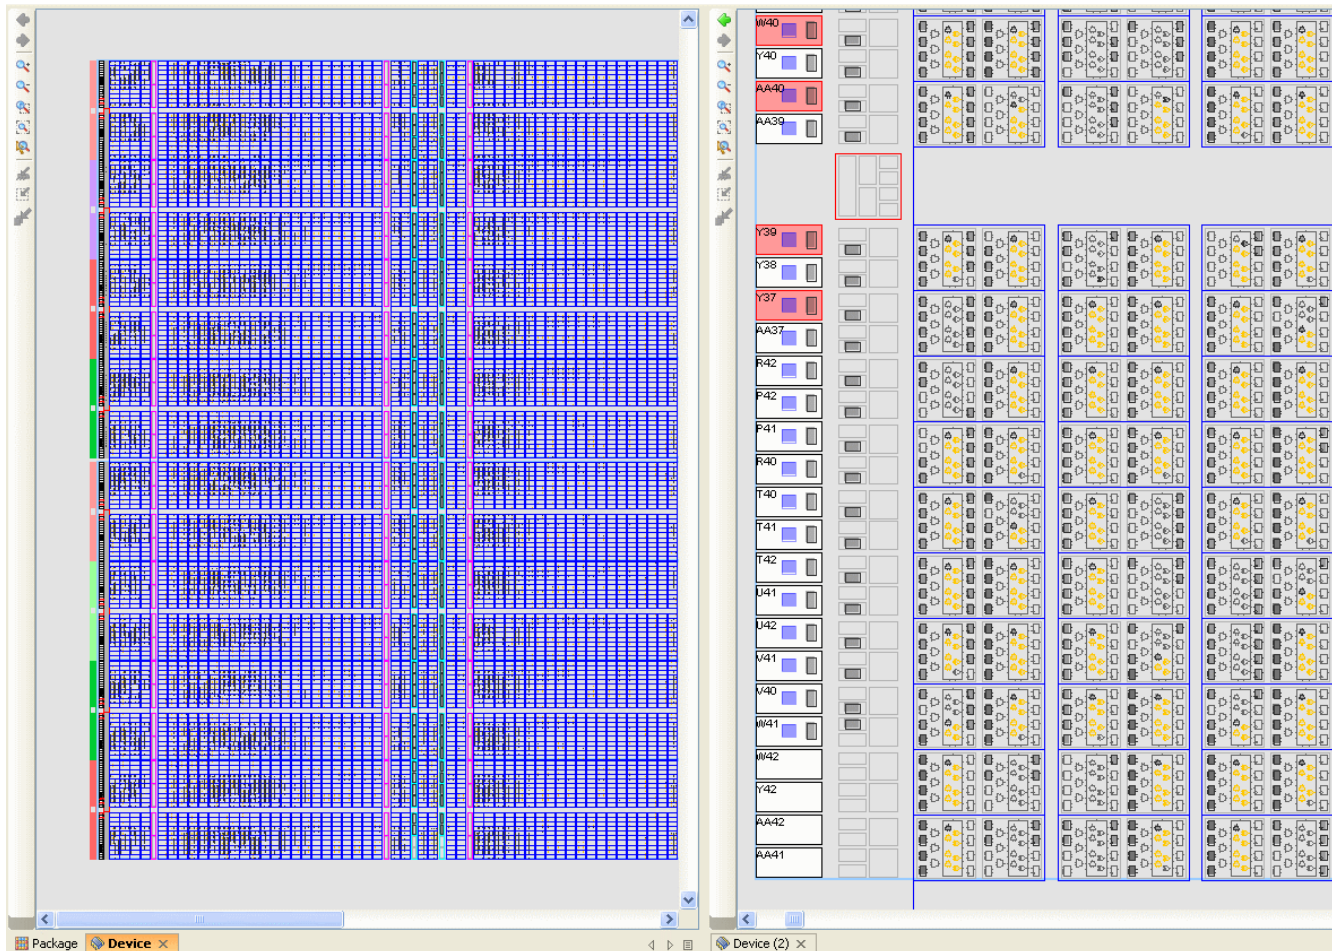 W40
Y40
AA40
AA39
Y39
Y38
Y37
AA37
R42
P42
P41
R40
T40
T41
T42
U41
U42
V41
V40
W41
W42
Y42
AA42
AA41
Package
Device
Device (2)